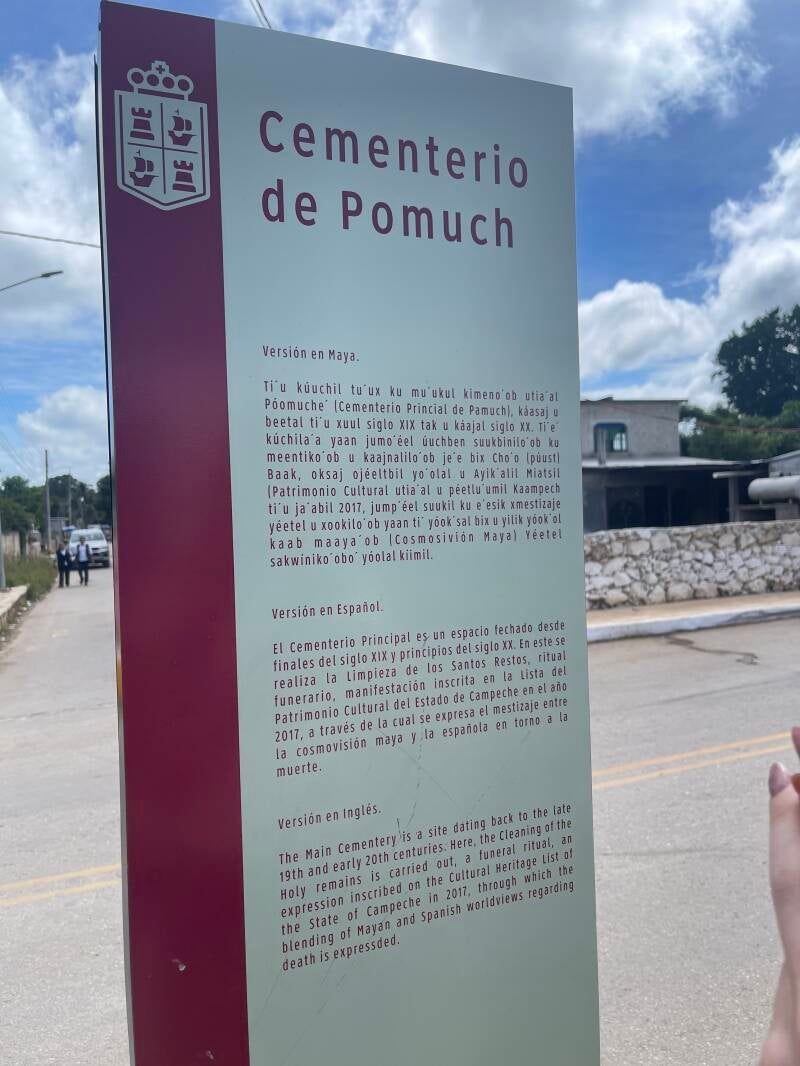 Cementerio
de Pomuch
Versión en Maya.
Ti´u kúuchil tu´ux ku mu´ukul kimeno´ob utia´al
Póomuche´ (Cementerio Princial de Pamuch), káasaj u
beetal ti´u xuul siglo XIX tak u káajal siglo XX. Ti´e´
kúchila´a yaan jumo´éel úuchben suukbinilo´ob ku
meentiko´ob u kaajnalilo´ob je´e bix Cho´o (púust)
Baak, oksaj ojéeltbil yo´olal u Ayik´alil Miatsil
(Patrimonio Cultural utia´al u péetlu´umil Kaampech
ti´u ja´abil 2017, jump´éel suukil ku e´esik xmestizaje
yéetel u xookilo´ob yaan ti´ yóok´sal bix u yilik yóok´ol
kaab maaya´ob (Cosmosivión Maya) Yéetel
sakwíniko´obo´ yóolal kiimil.
Versión en Español.
El Cementerio Principal es un espacio fechado desde
finales del siglo XIX y principios del siglo XX. En este se
realiza la Limpieza de los Santos Restos, ritual
funerario, manifestación inscrita en la Lista del
Patrimonio Cultural del Estado de Campeche en el año
2017, a través de la cual se expresa el mestizaje entre
la cosmovisión maya y la española en torno a la
muerte.
Versión en Inglés.
The Main Cementery is a site dating back to the late
19th and early 20th centuries. Here, the Cleaning of the
Holy remains is carried out, a funeral ritual, an
expression inscribed on the Cultural Heritage List of
the State of Campeche in 2017, through which the
blending of Mayan and Spanish worldviews regarding
death is expressded.